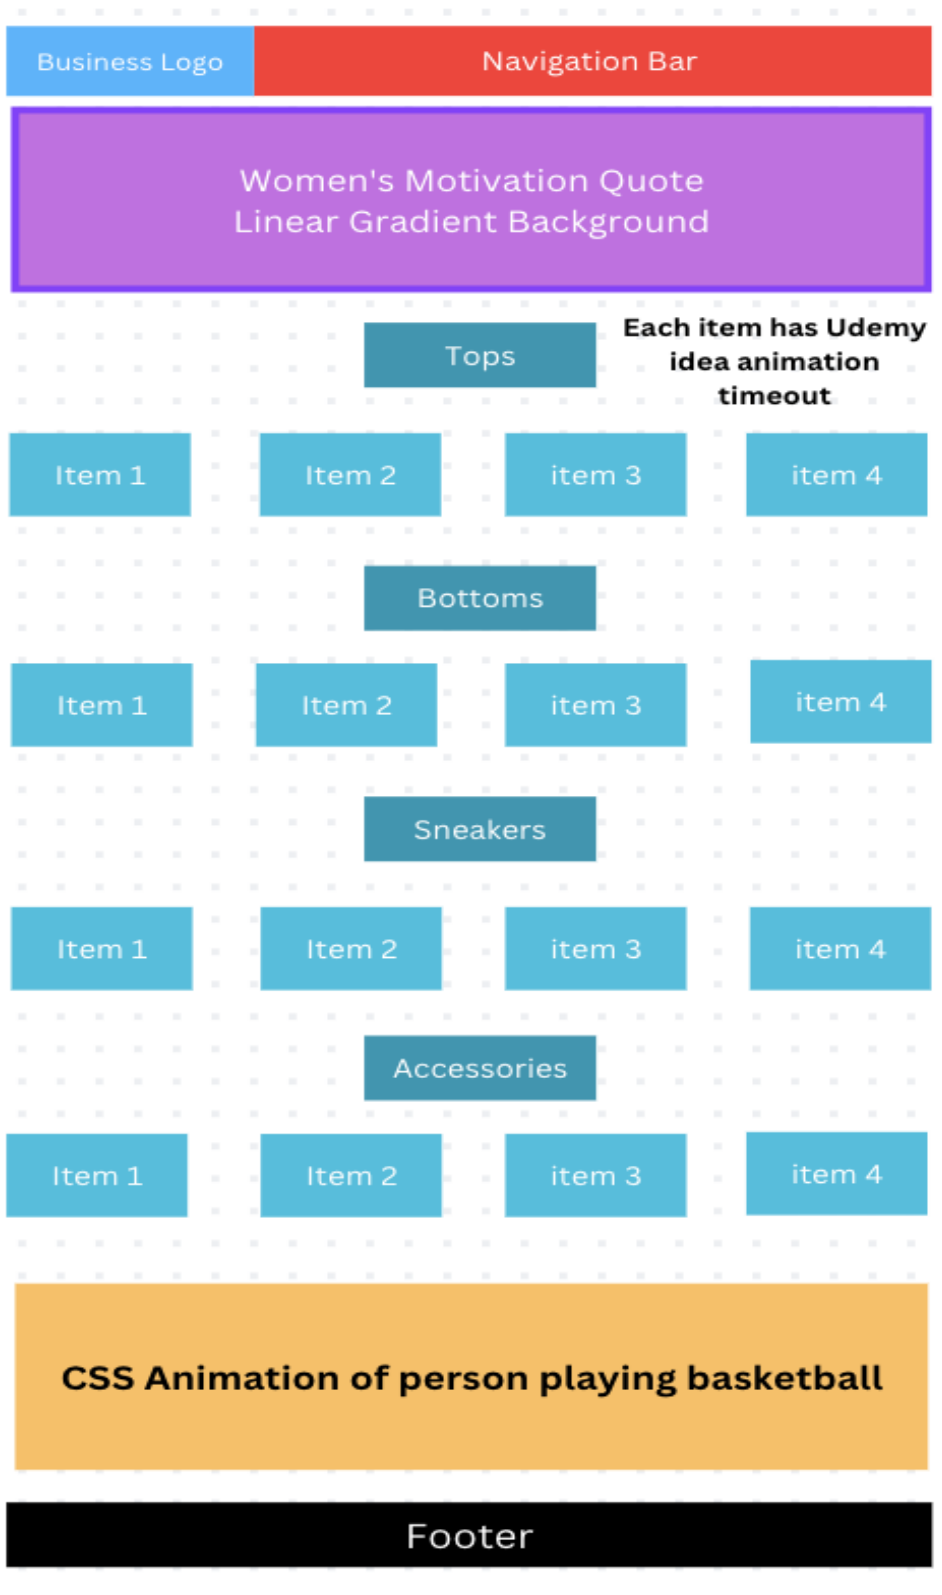 Business Logo
Navigation Bar
Women's Motivation Quote
Linear Gradient Background
Tops
Each item has Udemy
idea animation
timeout
Item 1
Item 2
item 3
item 4
Bottoms
Item 1
Item 2
item 3
item 4
Sneakers
Item 1
Item 2
item 3
item 4
Accessories
Item 1
Item 2
item 3
item 4
CSS Animation of person playing basketball
Footer